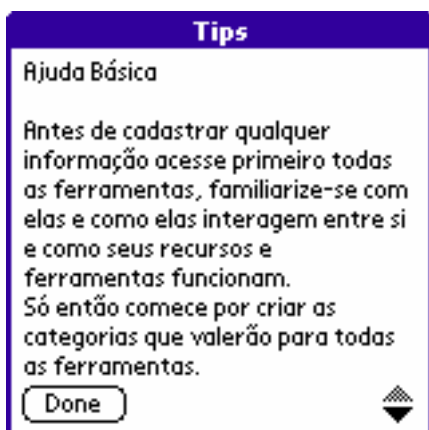 Tips
Ajuda Básica
Antes de cadastrar qualquer
informação acesse primeiro todas
as ferramentas, familiarize-se com
elas e como elas interagem entre si
e como seus recursos e
ferramentas funcionam.
Só então comece por criar as
categorias que valerão para todas
as ferramentas.
Done